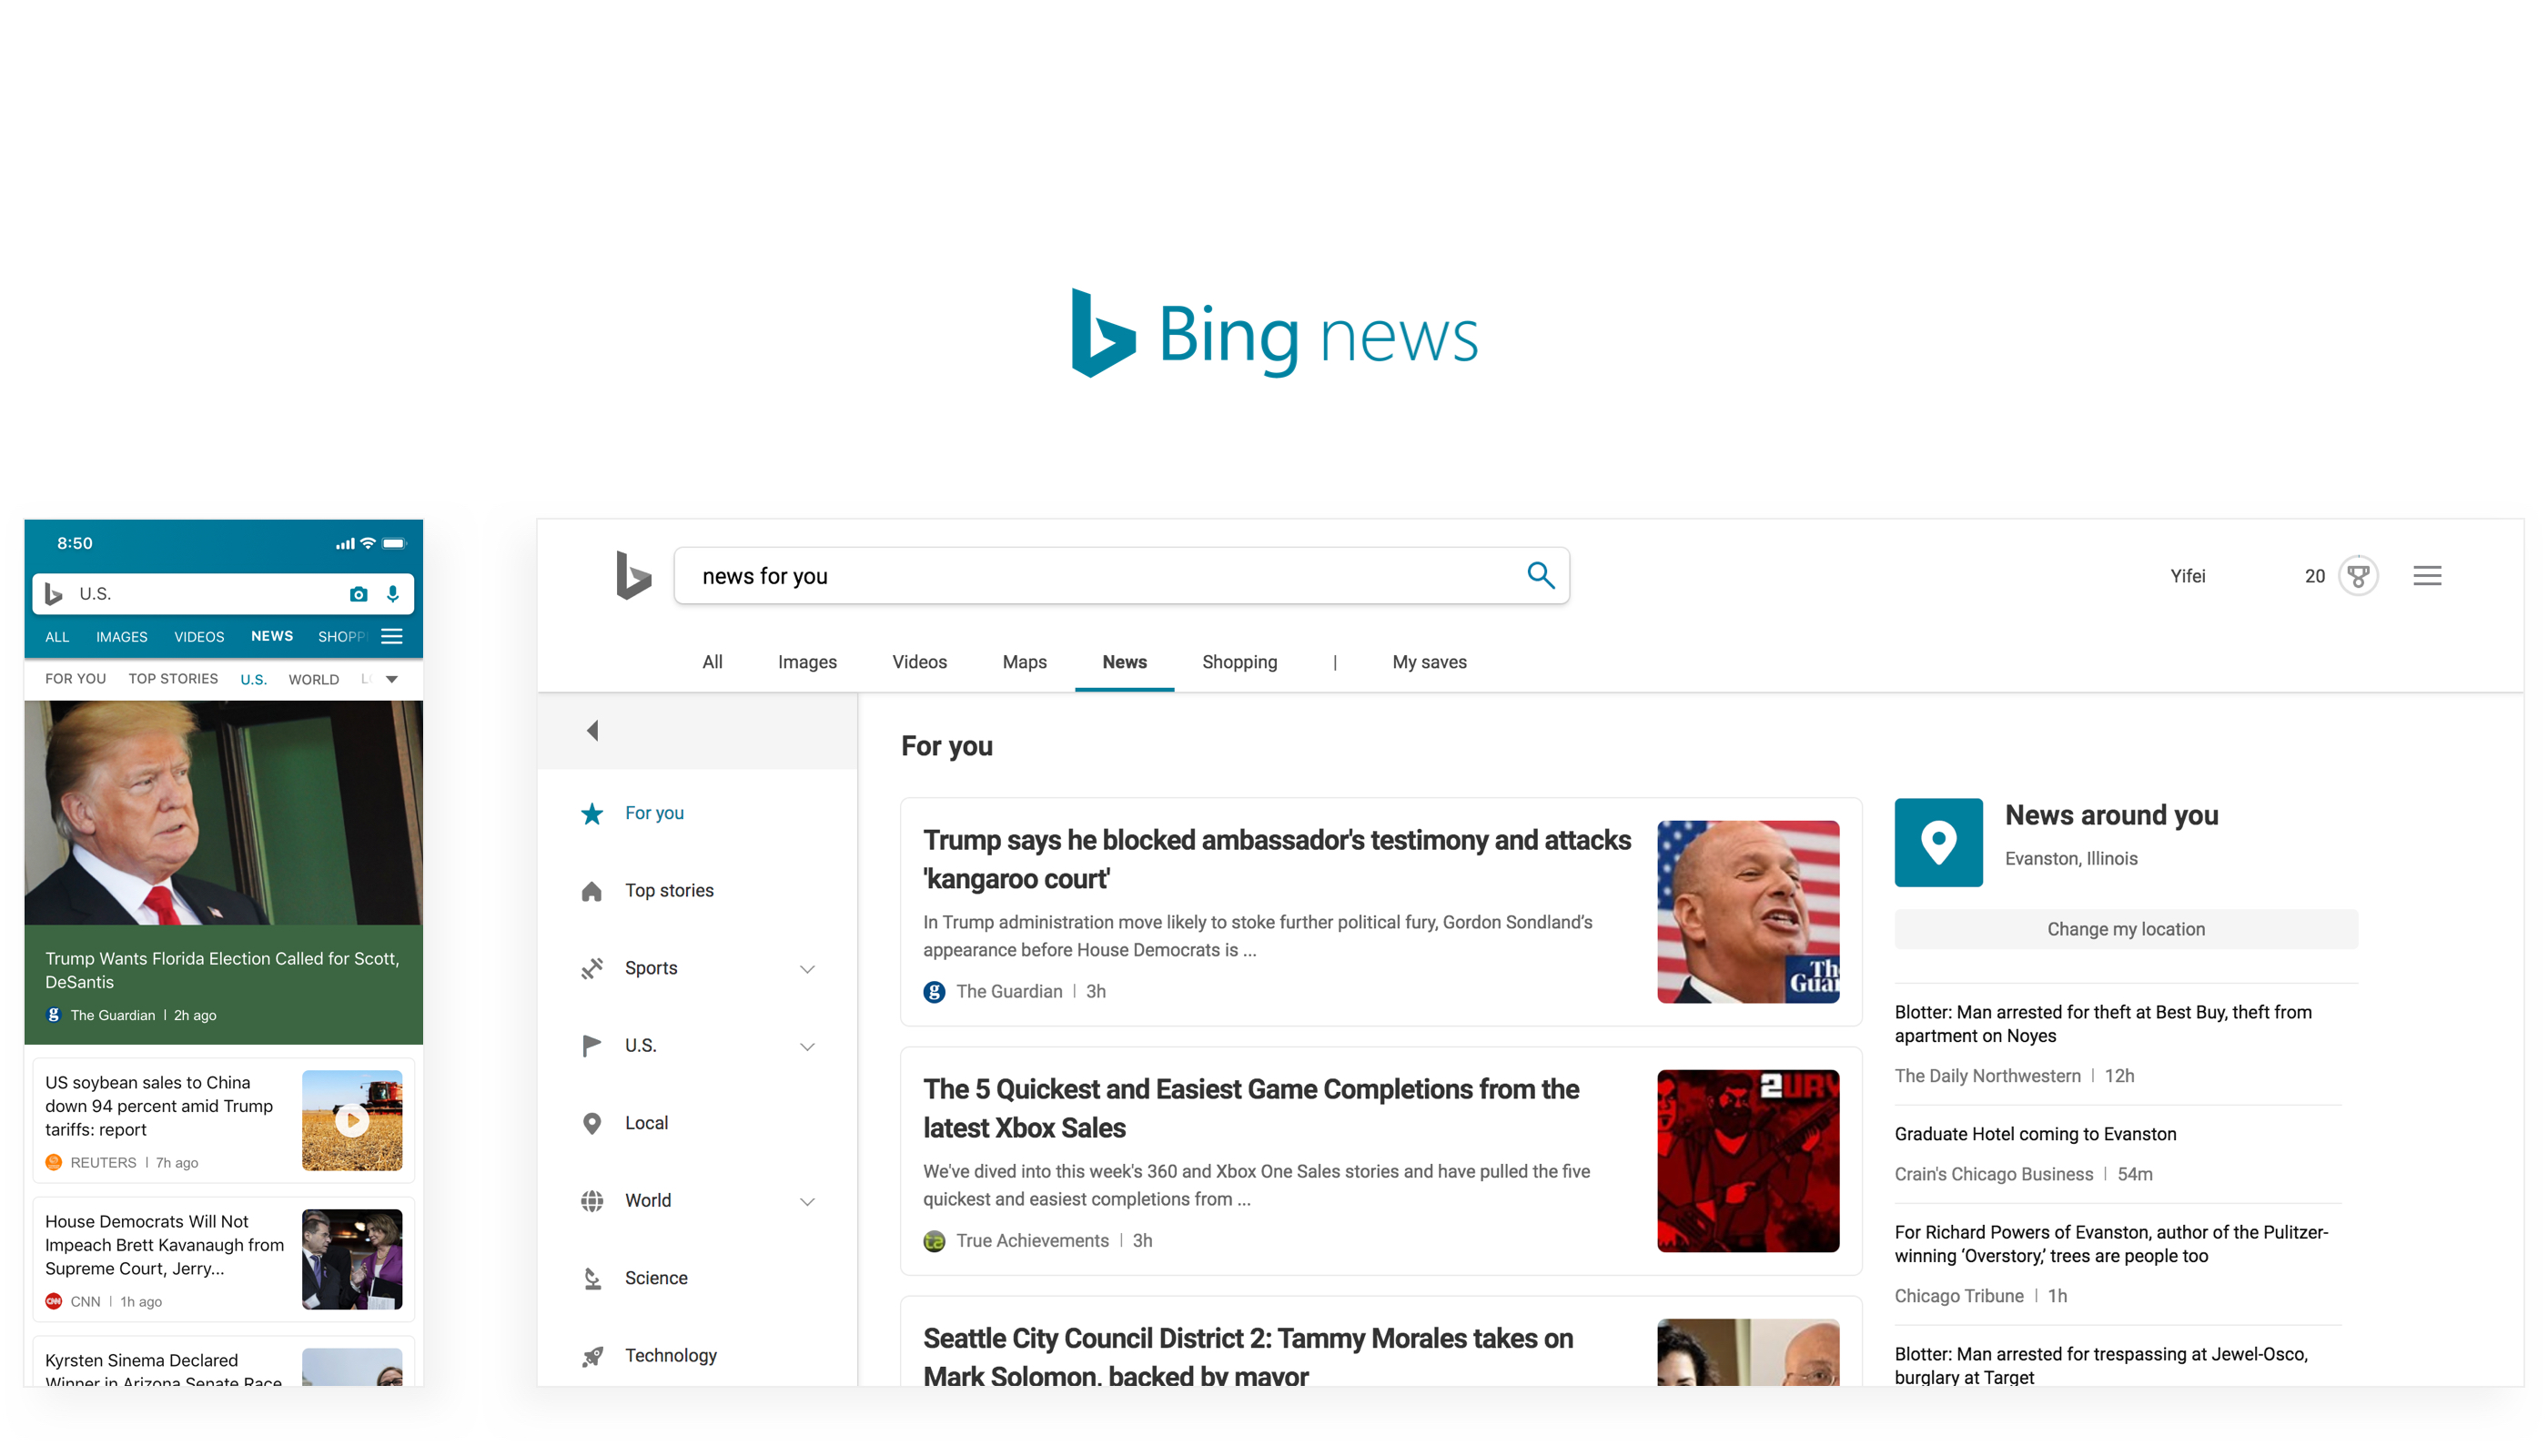 Bing news
8:50
U.S.
ALL IMAGES VIDEOS NEWS SHOPP
FOR YOU TOP STORIES U.S. WORLD
Trump Wants Florida Election Called for Scott,
DeSantis
g The Guardian | 2h ago
US soybean sales to China
down 94 percent amid Trump
tariffs: report
REUTERS | 7h ago
House Democrats Will Not
Impeach Brett Kavanaugh from
Supreme Court, Jerry...
CNN CNN | 1h ago
Kyrsten Sinema Declared
Winner in Arizona Senate Race
news for you
Yifei
20
All Images Videos Maps News Shopping | My saves
For you
Top stories
Sports
U.S.
Local
World
Science
Technology
For you
Trump says he blocked ambassador's testimony and attacks
'kangaroo court'
In Trump administration move likely to stoke further political fury, Gordon Sondland's
appearance before House Democrats is ...
g The Guardian | 3h
The
Guar
The 5 Quickest and Easiest Game Completions from the
latest Xbox Sales
We've dived into this week's 360 and Xbox One Sales stories and have pulled the five
quickest and easiest completions from ...
ta True Achievements | 3h
2URV
Seattle City Council District 2: Tammy Morales takes on
Mark Solomon, backed by mayor
News around you
Evanston, Illinois
Change my location
Blotter: Man arrested for theft at Best Buy, theft from
apartment on Noyes
The Daily Northwestern | 12h
Graduate Hotel coming to Evanston
Crain's Chicago Business | 54m
For Richard Powers of Evanston, author of the Pulitzer-
winning ‘Overstory,’ trees are people too
Chicago Tribune | 1h
Blotter: Man arrested for trespassing at Jewel-Osco,
burglary at Target